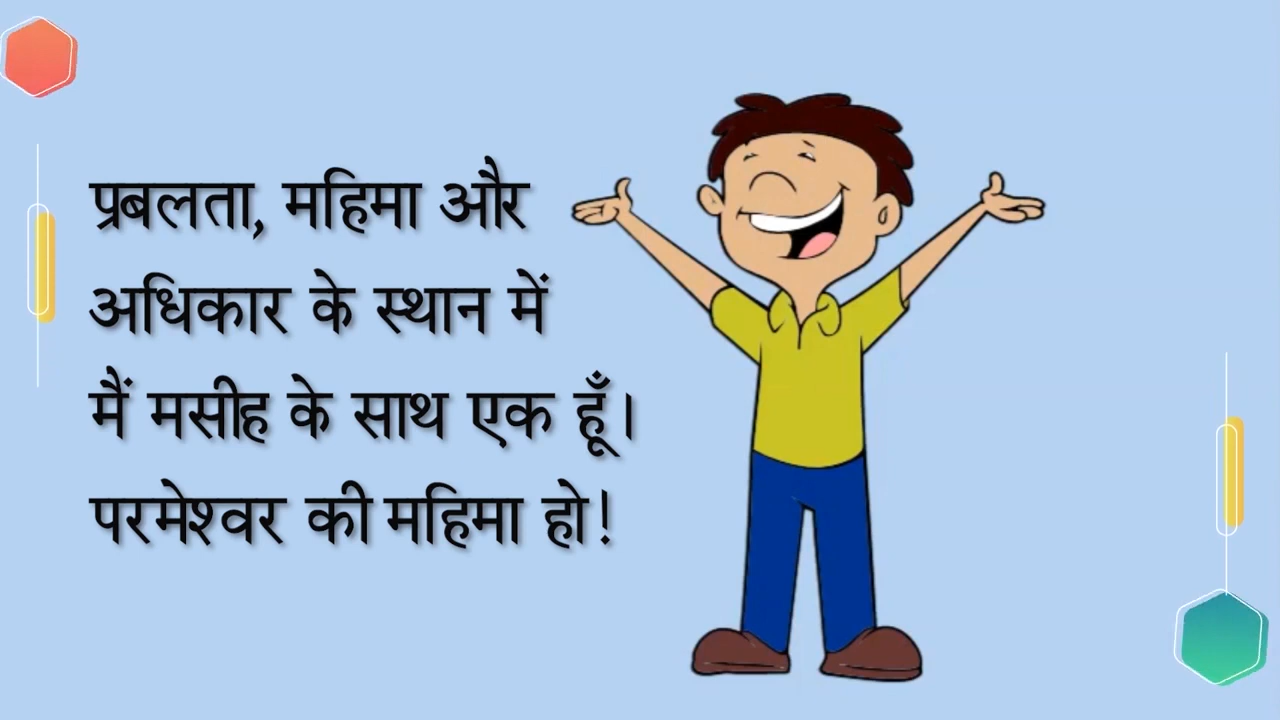 प्रबलता, महिमा और
अधिकार के स्थान में
मैं मसीह के साथ एक हूँ।
परमेश्वर की महिमा हो!